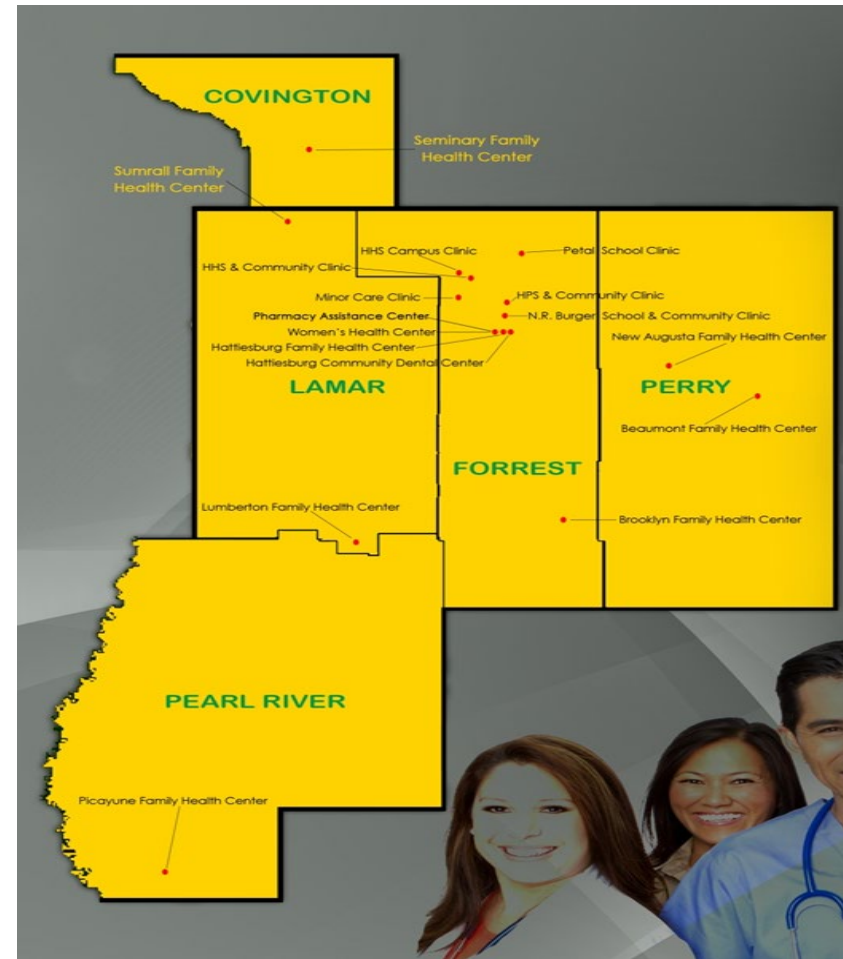 COVINGTON
Seminary Family
Health Center
Sumrall Family
Health Center
HHS Campus Clinic
Petal School Clinic
HHS & Community Clinic
Minor Care Clinic
HPS & Community Clinic
Pharmacy Assistance Center
N.R. Burger School & Community Clinic
Women's Health Center
New Augusta Family Health Center
Hattiesburg Family Health Center
Hattiesburg Community Dental Center
LAMAR
PERRY
Beaumont Family Health Center
FORREST
Lumberton Family Health Center
Brooklyn Family Health Center
PEARL RIVER
Picayune Family Health Center